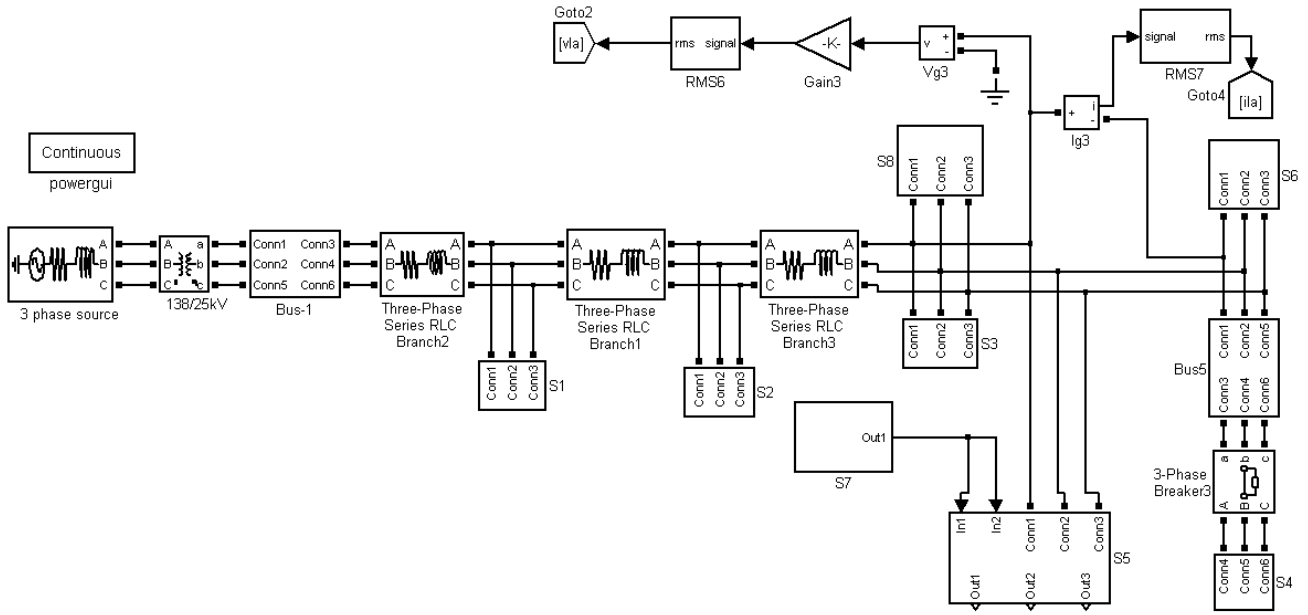 Goto2
[vla]
rms signal
RMS6
-K-
Gain3
v + -
Vg3
signal rms
RMS7
Goto4
[ila]
+ i -
Ig3
Continuous
powergui
S8
Conn1 Conn2 Conn3
S6
Conn1 Conn2 Conn3
A B C
3 phase source
A B C a b c
138/25kV
Conn1 Conn3
Conn2 Conn4
Conn5 Conn6
Bus-1
A A
B B
C C
Three-Phase
Series RLC
Branch2
A A
B B
C C
Three-Phase
Series RLC
Branch1
A A
B B
C C
Three-Phase
Series RLC
Branch3
Conn1 Conn2 Conn3
S1
Conn1 Conn2 Conn3
S2
Conn1 Conn2 Conn3
S3
Conn1 Conn2 Conn5
Bus5
Conn3 Conn4 Conn6
Out1
S7
a b c
3-Phase
Breaker3
A B C
In1 In2 Conn1 Conn2 Conn3
S5
Out1 Out2 Out3
Conn4 Conn5 Conn6
S4